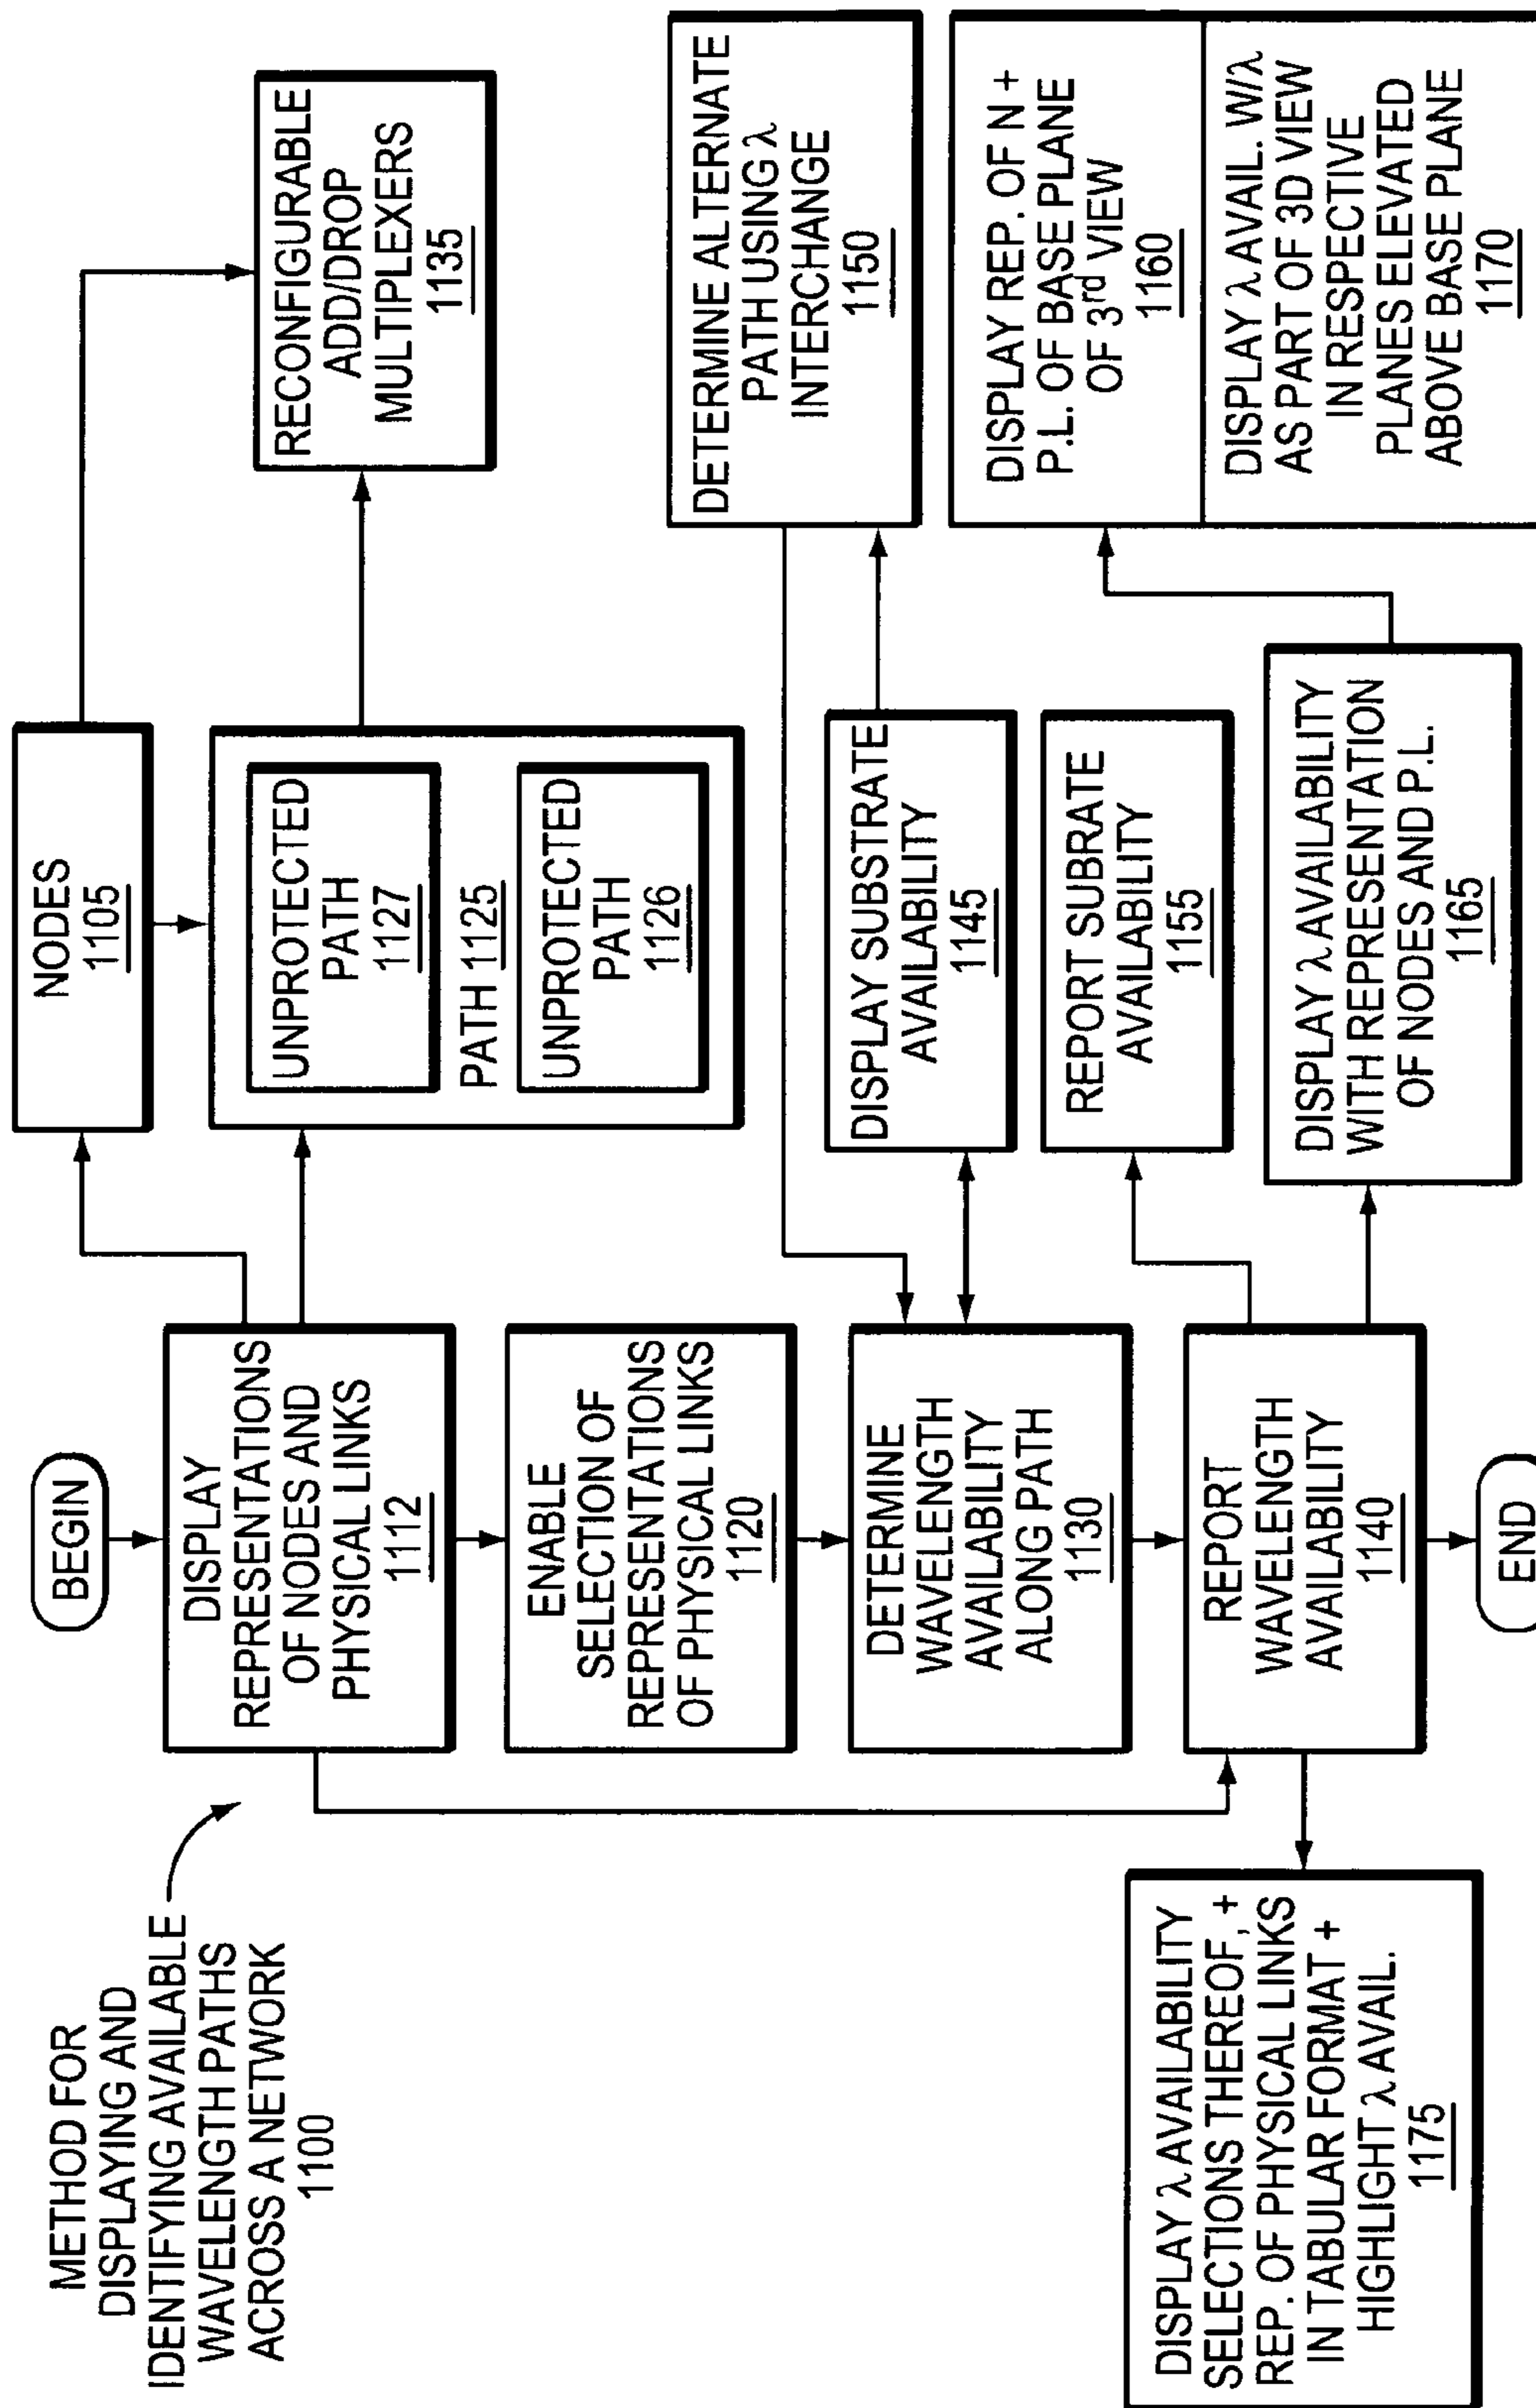 METHOD FOR
DISPLAYING AND
IDENTIFYING AVAILABLE
WAVELENGTH PATHS
ACROSS A NETWORK
1100
BEGIN
DISPLAY
REPRESENTATIONS
OF NODES AND
PHYSICAL LINKS
1112
ENABLE
SELECTION OF
REPRESENTATIONS
OF PHYSICAL LINKS
1120
DETERMINE
WAVELENGTH
AVAILABILITY
ALONG PATH
1130
REPORT
WAVELENGTH
AVAILABILITY
1140
END
NODES
1105
UNPROTECTED
PATH
1127
PATH 1125
UNPROTECTED
PATH
1126
RECONFIGURABLE
ADD/DROP
MULTIPLEXERS
1135
DISPLAY SUBSTRATE
AVAILABILITY
1145
DETERMINE ALTERNATE
PATH USING λ
INTERCHANGE
1150
REPORT SUBRATE
AVAILABILITY
1155
DISPLAY λ AVAILABILITY
WITH REPRESENTATION
OF NODES AND P.L.
1165
DISPLAY REP. OF N +
P.L. OF BASE PLANE
OF 3rd VIEW
1160
DISPLAY λ AVAIL. W/λ
AS PART OF 3D VIEW
IN RESPECTIVE
PLANES ELEVATED
ABOVE BASE PLANE
1170
DISPLAY λ AVAILABILITY
SELECTIONS THEREOF, +
REP. OF PHYSICAL LINKS
IN TABULAR FORMAT +
HIGHLIGHT λ AVAIL.
1175